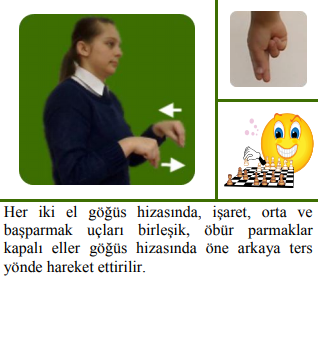 Her iki el göğüs hizasında, işaret, orta ve
başparmak uçları birleşik, öbür parmaklar
kapalı eller göğüs hizasında öne arkaya ters
yönde hareket ettirilir.